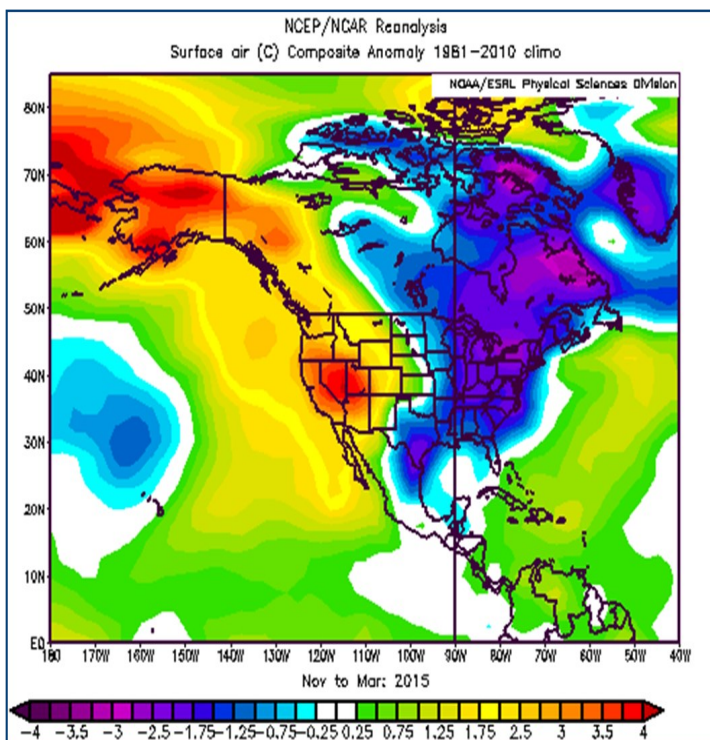 NCEP/NCAR Reanalysis
Surface air (C) Composite Anomaly 1981-2010 climo
NOAA/ESRL Physical Sciences Division
80N
70N
60N
50N
40N
30N
20N
10N
EQ
180 170W 160W 150W 140W 130W 120W 110W 100W 90W 80W 70W 60W 50W 40W
Nov to Mar: 2015
-4 -3.5 -3 -2.5 -1.75 -1.25 -0.75 -0.25 0.25 0.75 1.25 1.75 2.5 3 3.5 4